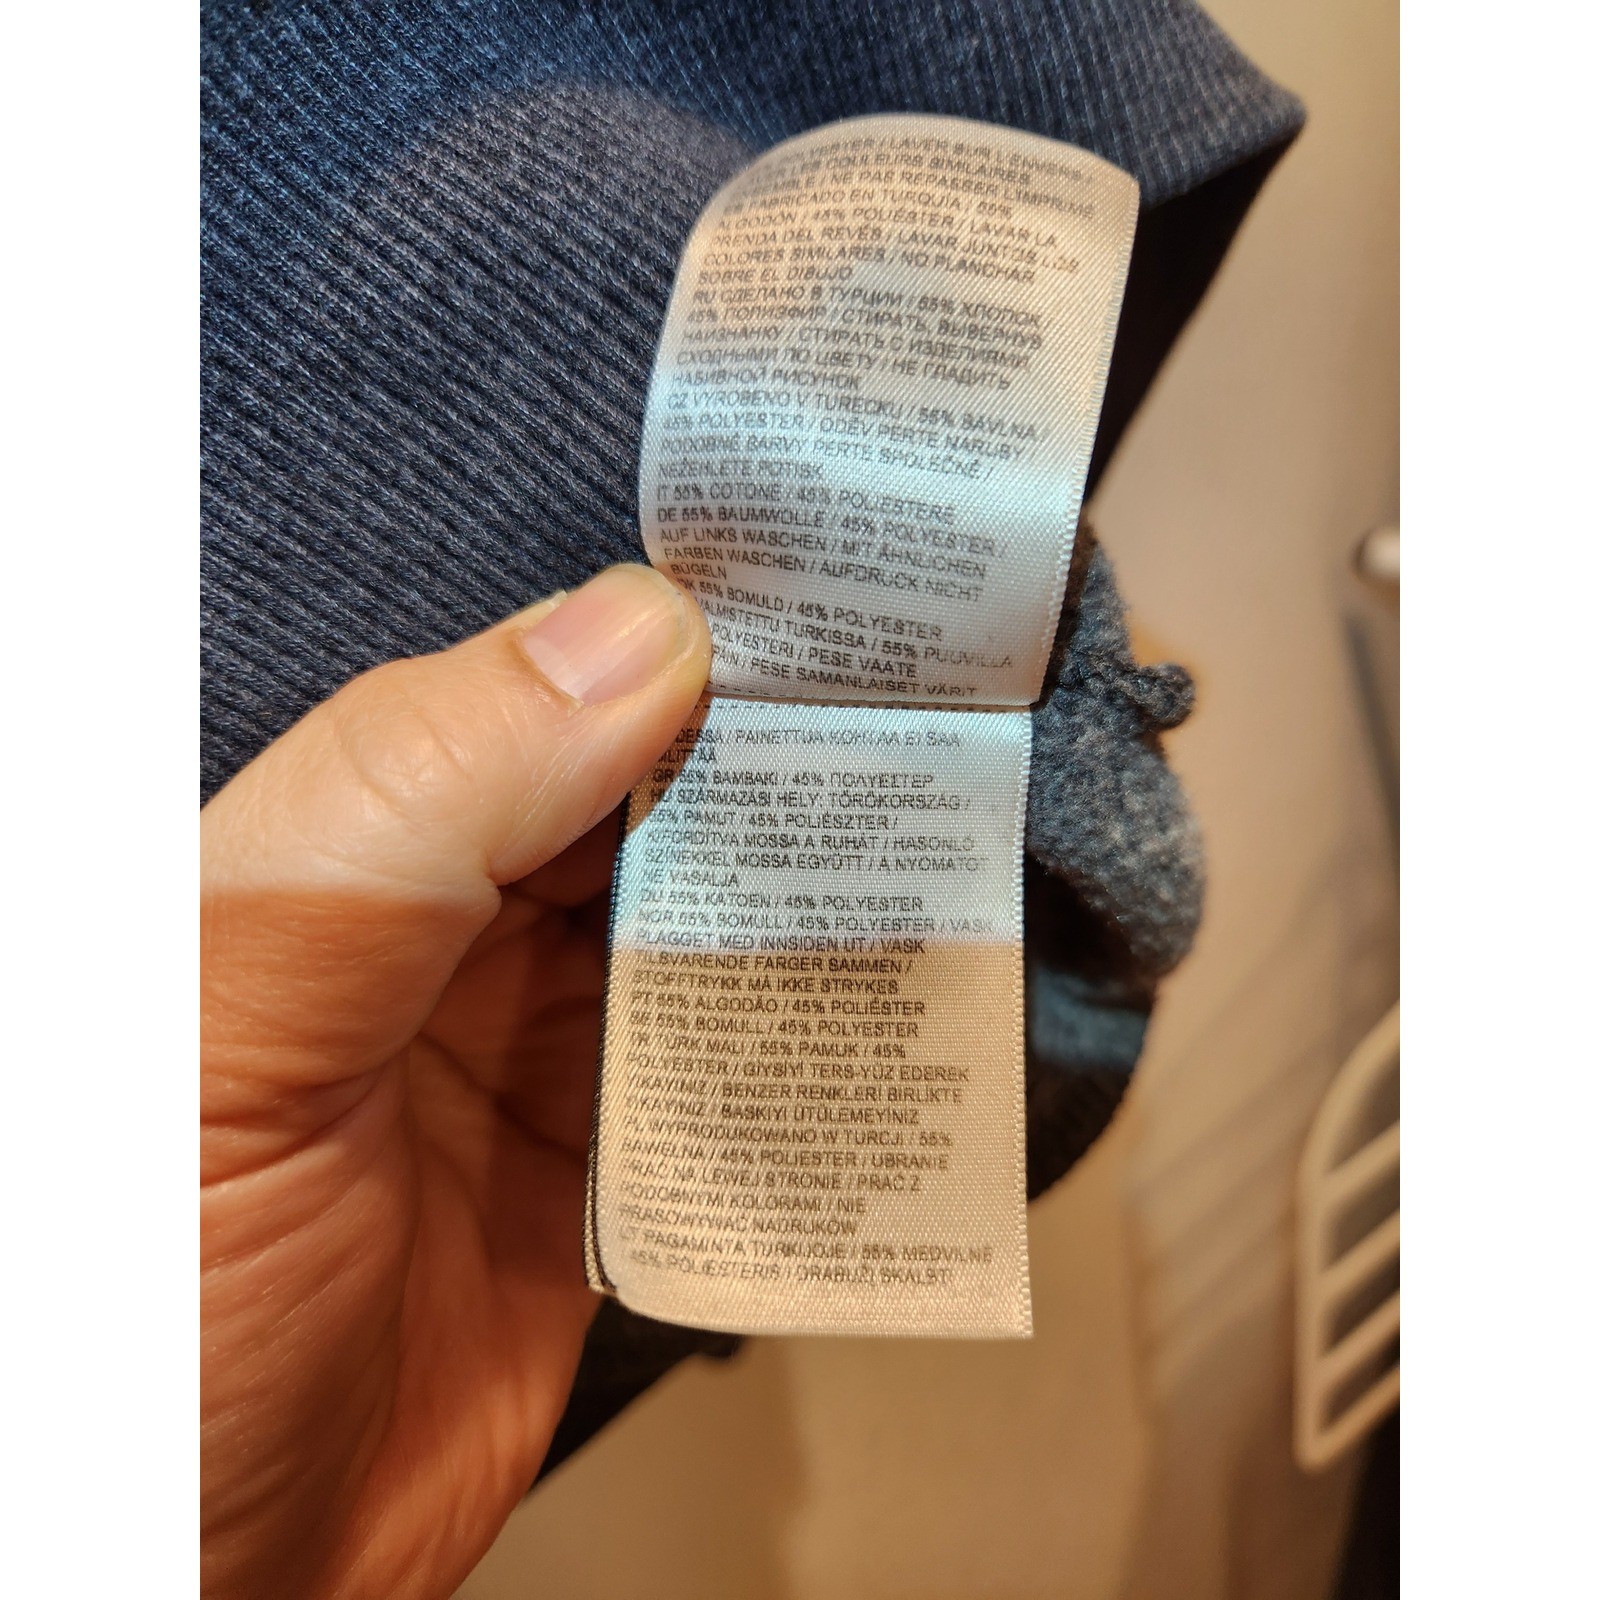 POLYESTER / LAVER SUR L'ENVERS /
COULEURS SIMILAIRES
/ NE PAS REPASSER L'IMPRIMÉ
FABRICADO EN TURQUÍA / 55%
ALGODÓN / 45% POLIÉSTER / LAVAR LA
PRENDA DEL REVÉS / LAVAR JUNTOS LOS
COLORES SIMILARES / NO PLANCHAR
SOBRE EL DIBUJO
RU СДЕЛАНО В ТУРЦИИ / 55% ХЛОПОК
45% ПОЛИЭФИР / СТИРАТЬ, ВЫВЕРНУВ
НАИЗНАНКУ / СТИРАТЬ С ИЗДЕЛИЯМИ,
СХОДНЫМИ ПО ЦВЕТУ / НЕ ГЛАДИТЬ
НАБИВНОЙ РИСУНОК
CZ VYROBENO V TURECKU / 55% BAVLNA /
45% POLYESTER / ODĚV PERTE NARUBY
PODOBNÉ BARVY PERTE SPOLEČNĚ /
NEŽEHLETE POTISK
IT 55% COTONE / 45% POLIESTERE
DE 55% BAUMWOLLE / 45% POLYESTER /
AUF LINKS WASCHEN / MIT ÄHNLICHEN
FARBEN WASCHEN / AUFDRUCK NICHT
BÜGELN
DK 55% BOMULD / 45% POLYESTER
VALMISTETTU TURKISSA / 55% PUUVILLA
POLYESTERI / PESE VAATE
/ PESE SAMANLAISET VÄRIT
/ PAINETTUA KOHTAA EI SAA
SILITTÄÄ
GR 55% BAMBAKI / 45% ΠΟΛΥΕΣΤΕΡ
HU SZÁRMAZÁSI HELY: TÖRÖKORSZÁG /
55% PAMUT / 45% POLIÉSZTER /
KIFORDÍTVA MOSSA A RUHÁT / HASONLÓ
SZÍNEKKEL MOSSA EGYÜTT / A NYOMATOT
NE VASALJA
DU 55% KATOEN / 45% POLYESTER
NOR 55% BOMULL / 45% POLYESTER / VASK
PLAGGET MED INNSIDEN UT / VASK
TILSVARENDE FARGER SAMMEN /
STOFFTRYKK MÅ IKKE STRYKES
PT 55% ALGODÃO / 45% POLIÉSTER
SE 55% BOMULL / 45% POLYESTER
TR TÜRK MALI / 55% PAMUK / 45%
POLYESTER / GİYSİYİ TERS-YÜZ EDEREK
YIKAYINIZ / BENZER RENKLERİ BİRLİKTE
YIKAYINIZ / BASKIYI ÜTÜLEMEYİNİZ
PL WYPRODUKOWANO W TURCJI / 55%
BAWEŁNA / 45% POLIESTER / UBRANIE
PRAĆ NA LEWEJ STRONIE / PRAĆ Z
PODOBNYMI KOLORAMI / NIE
PRASOWYWAĆ NADRUKÓW
LT PAGAMINTA TURKIJOJE / 55% MEDVILNĖ
45% POLIESTERIS / DRABUŽĮ SKALBTI